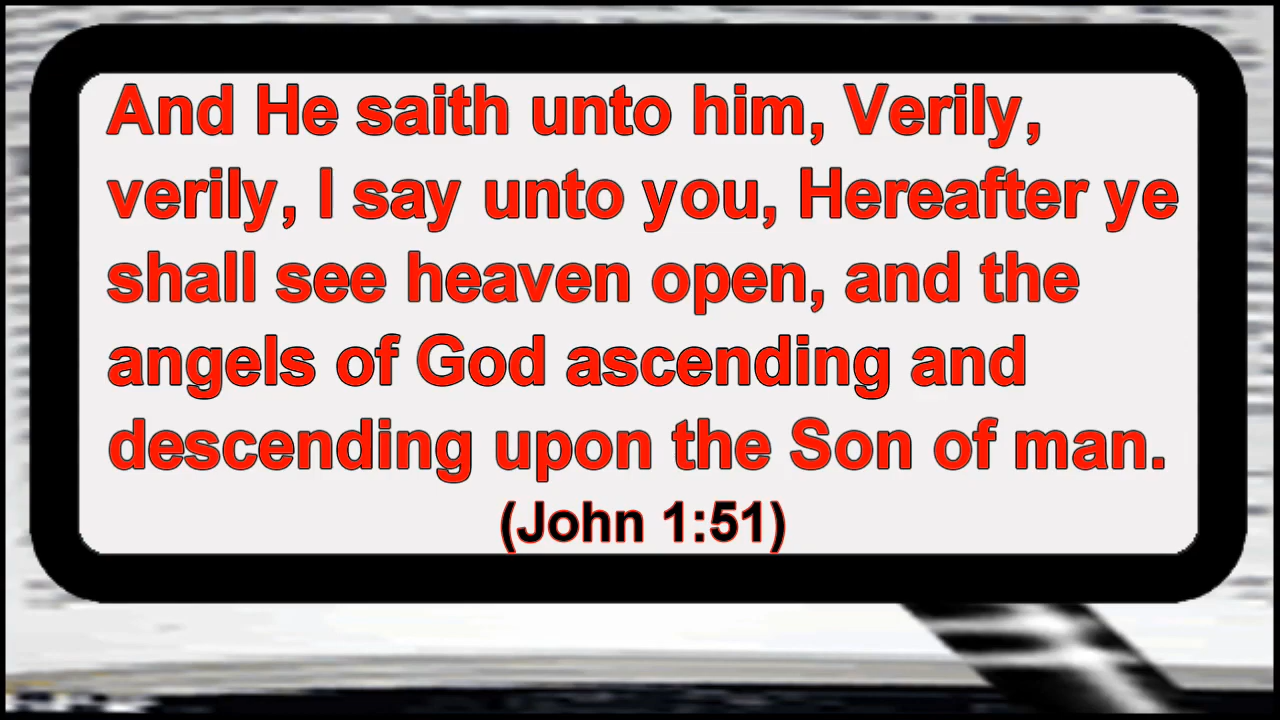 And He saith unto him, Verily,
verily, I say unto you, Hereafter ye
shall see heaven open, and the
angels of God ascending and
descending upon the Son of man.
(John 1:51)